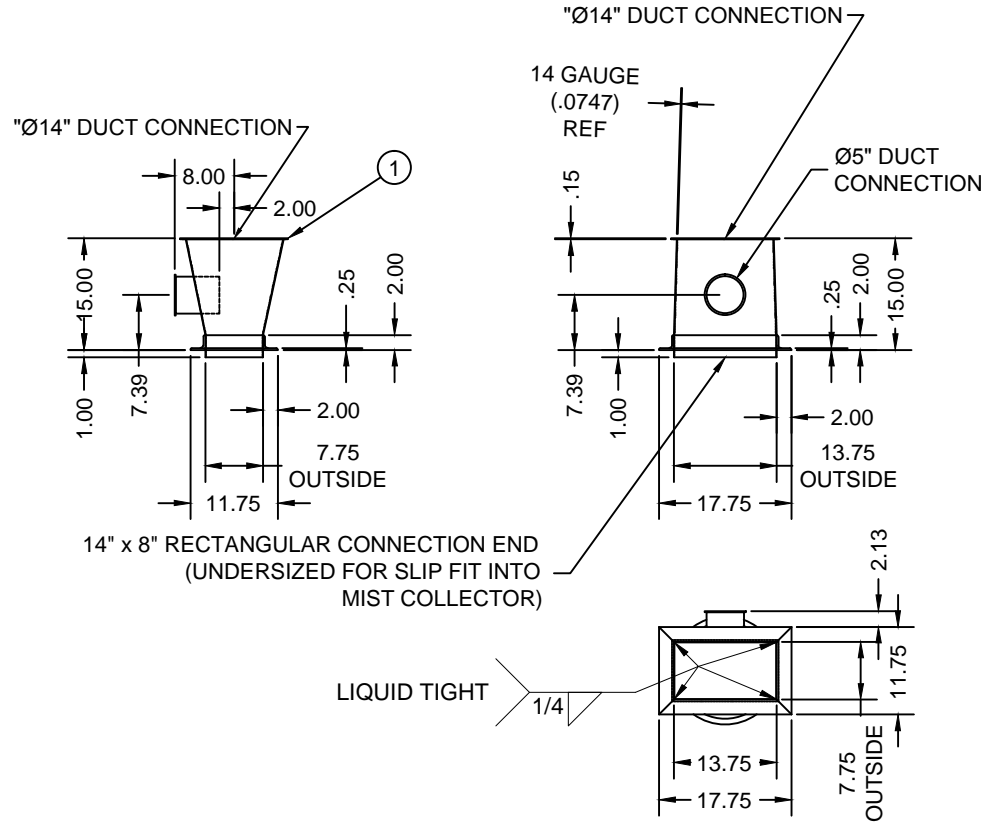 "Ø14" DUCT CONNECTION
1
8.00
2.00
15.00
.25
2.00
7.39
1.00
2.00
7.75
OUTSIDE
11.75
"Ø14" DUCT CONNECTION
14 GAUGE
(.0747)
REF
Ø5" DUCT
CONNECTION
.15
.25
2.00
15.00
7.39
1.00
2.00
13.75
OUTSIDE
17.75
14" x 8" RECTANGULAR CONNECTION END
(UNDERSIZED FOR SLIP FIT INTO
MIST COLLECTOR)
LIQUID TIGHT
1/4
2.13
11.75
7.75
OUTSIDE
13.75
17.75